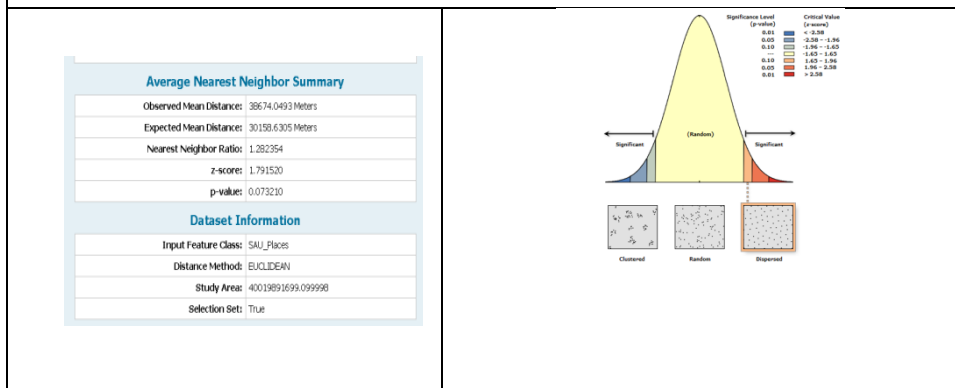 Average Nearest Neighbor Summary
Observed Mean Distance: 38674.0493 Meters
Expected Mean Distance: 30158.6305 Meters
Nearest Neighbor Ratio: 1.282354
z-score: 1.791520
p-value: 0.073210
Dataset Information
Input Feature Class: SAU_Places
Distance Method: EUCLIDEAN
Study Area: 40019891699.099998
Selection Set: True
Significance Level (p-value) Critical Value (z-score)
0.01 < -2.58
0.05 -2.58 - -1.96
0.10 -1.96 - -1.65
--- -1.65 - 1.65
0.10 1.65 - 1.96
0.05 1.96 - 2.58
0.01 > 2.58
(Random)
Significant Significant
Clustered Random Dispersed